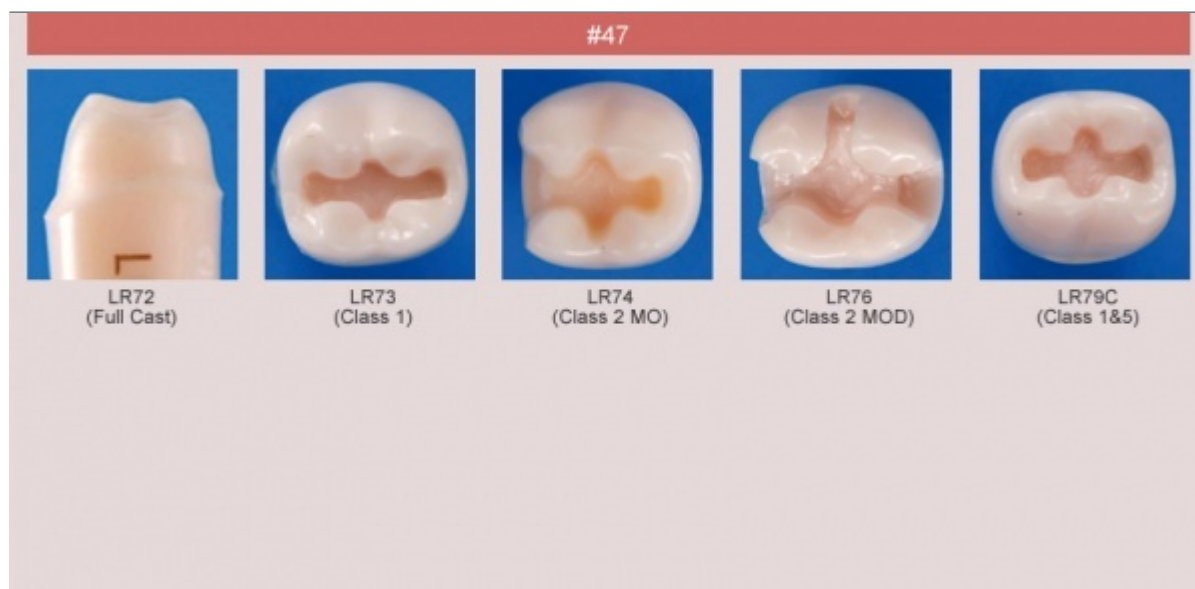 #47
LR72
(Full Cast)
LR73
(Class 1)
LR74
(Class 2 MO)
LR76
(Class 2 MOD)
LR79C
(Class 1&5)
L